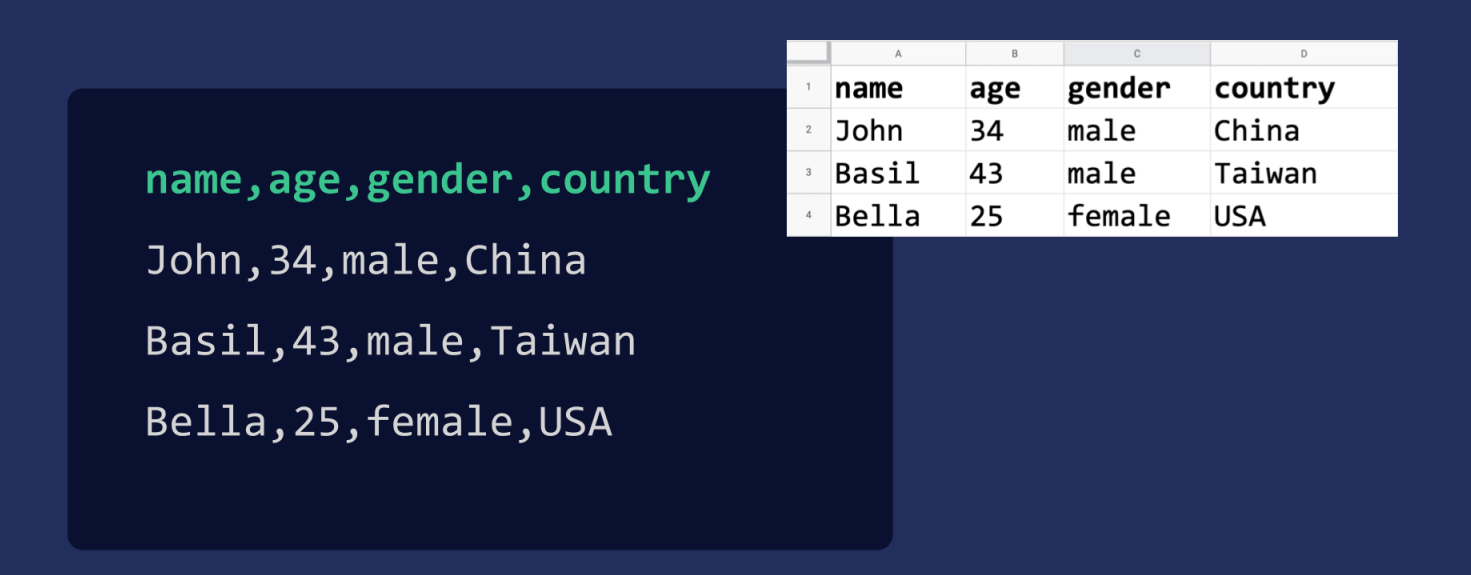 name,age,gender,country
John,34,male,China
Basil,43,male,Taiwan
Bella,25,female,USA
A B C D
1 name age gender country
2 John 34 male China
3 Basil 43 male Taiwan
4 Bella 25 female USA